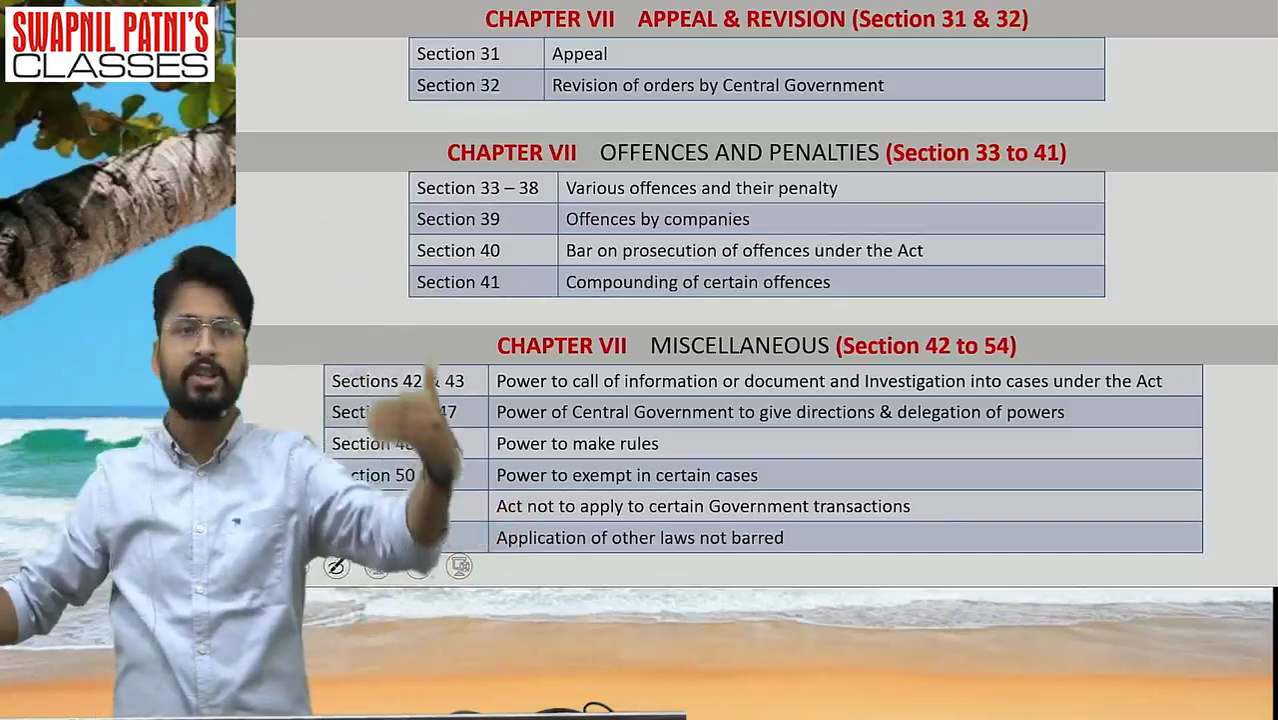 SWAPNIL PATNI'S
CLASSES
CHAPTER VII APPEAL & REVISION (Section 31 & 32)
Section 31 Appeal
Section 32 Revision of orders by Central Government
CHAPTER VII OFFENCES AND PENALTIES (Section 33 to 41)
Section 33 – 38 Various offences and their penalty
Section 39 Offences by companies
Section 40 Bar on prosecution of offences under the Act
Section 41 Compounding of certain offences
CHAPTER VII MISCELLANEOUS (Section 42 to 54)
Sections 42 & 43 Power to call of information or document and Investigation into cases under the Act
47 Power of Central Government to give directions & delegation of powers
Section Power to make rules
50 Power to exempt in certain cases
Act not to apply to certain Government transactions
Application of other laws not barred